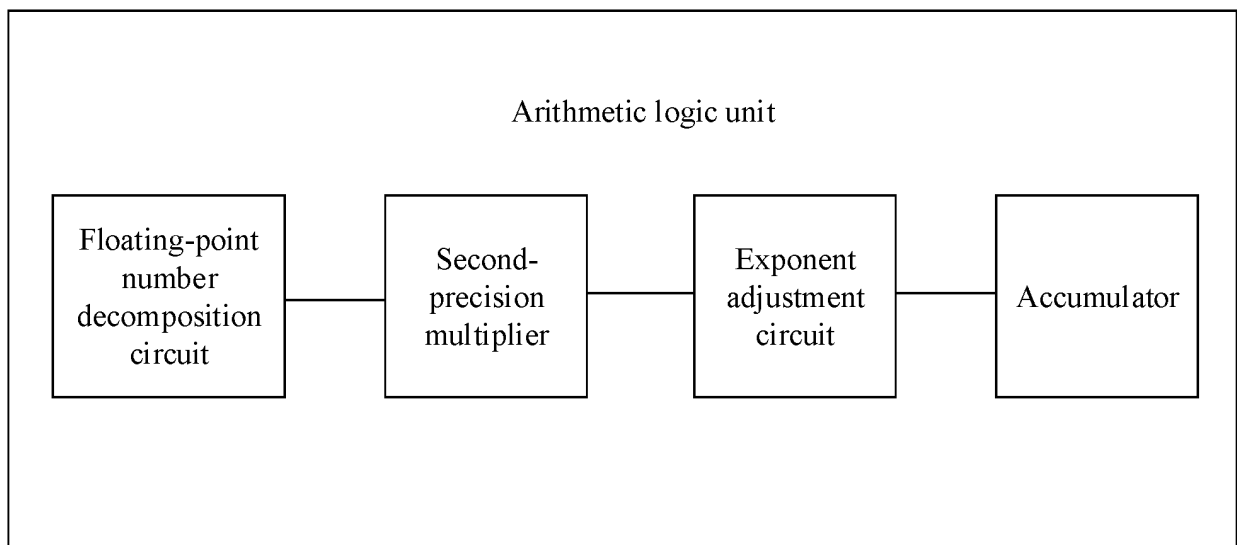 Arithmetic logic unit
Floating-point
number
decomposition
circuit
Second-
precision
multiplier
Exponent
adjustment
circuit
Accumulator